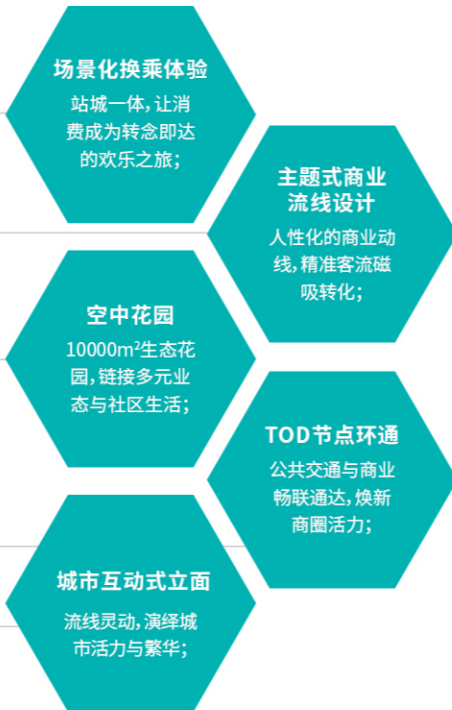 场景化换乘体验
站城一体，让消
费成为转念即达
的欢乐之旅；
主题式商业
流线设计
人性化的商业动
线，精准客流磁
吸转化；
空中花园
10000m²生态花
园，链接多元业
态与社区生活；
TOD节点环通
公共交通与商业
畅联通达，焕新
商圈活力；
城市互动式立面
流线灵动，演绎城
市活力与繁华；